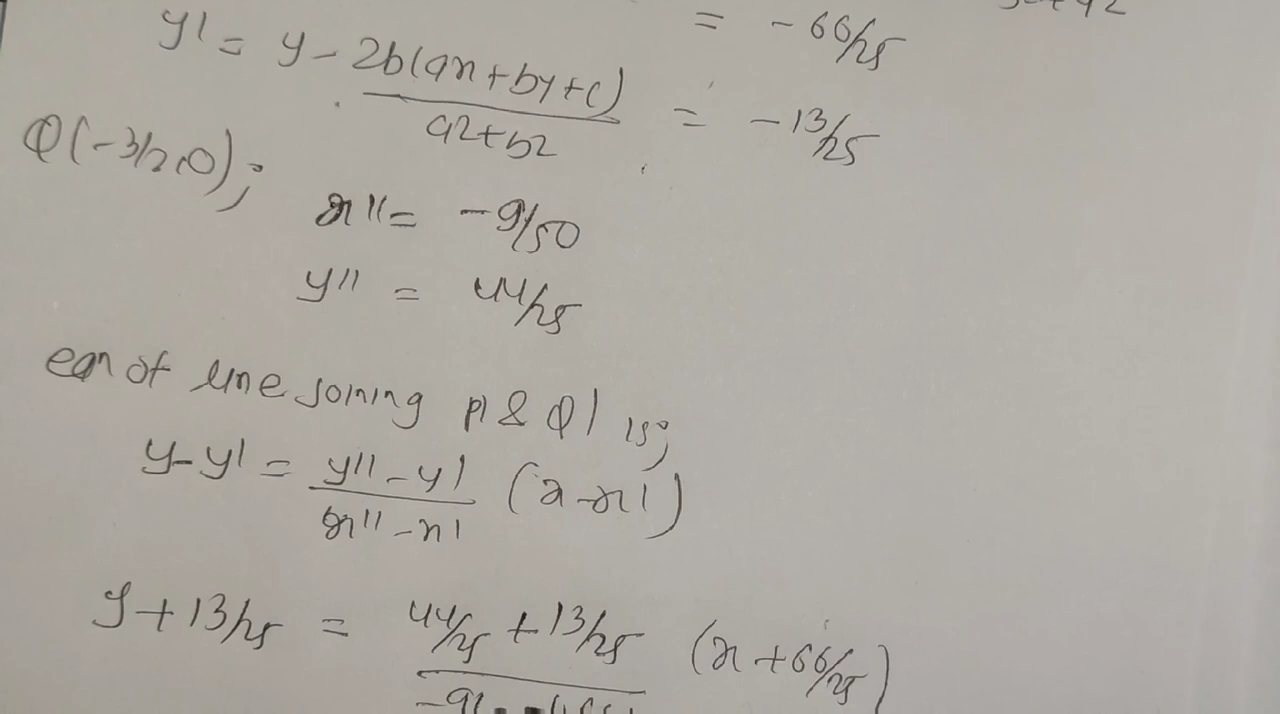 = -66/25
y' = y - 2b(ax+by+c) / a2+b2 = -13/25
Q(-3/2,0);
x'' = -9/50
y'' = 44/25
eqn of line joining P' & Q' is;
y-y' = y''-y' / x''-x' (x-x')
y+13/25 = 44/25 + 13/25 (x+66/25)